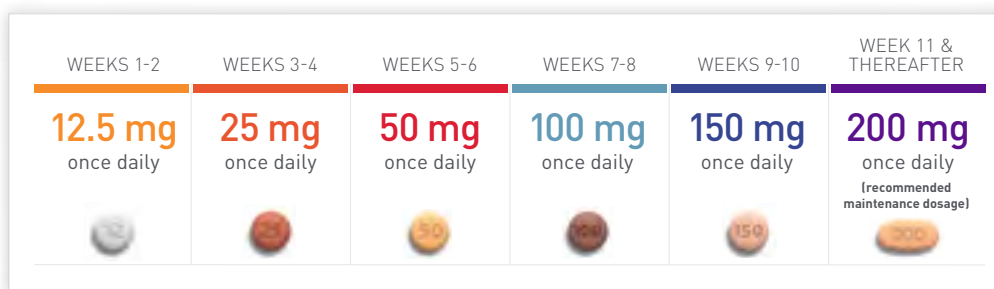 WEEKS 1-2
12.5 mg
once daily
12
WEEKS 3-4
25 mg
once daily
25
WEEKS 5-6
50 mg
once daily
50
WEEKS 7-8
100 mg
once daily
100
WEEKS 9-10
150 mg
once daily
150
WEEK 11 &
THEREAFTER
200 mg
once daily
(recommended
maintenance dosage)
200